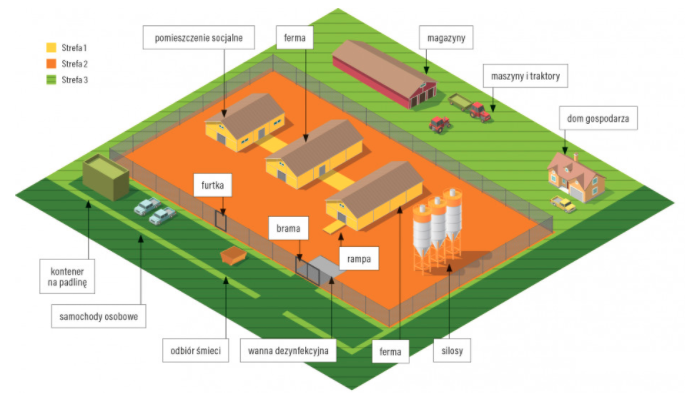 Strefa 1
Strefa 2
Strefa 3
pomieszczenie socjalne
ferma
magazyny
maszyny i traktory
dom gospodarza
furtka
brama
rampa
kontener
na padlinę
samochody osobowe
odbiór śmieci
wanna dezynfekcyjna
ferma
silosy